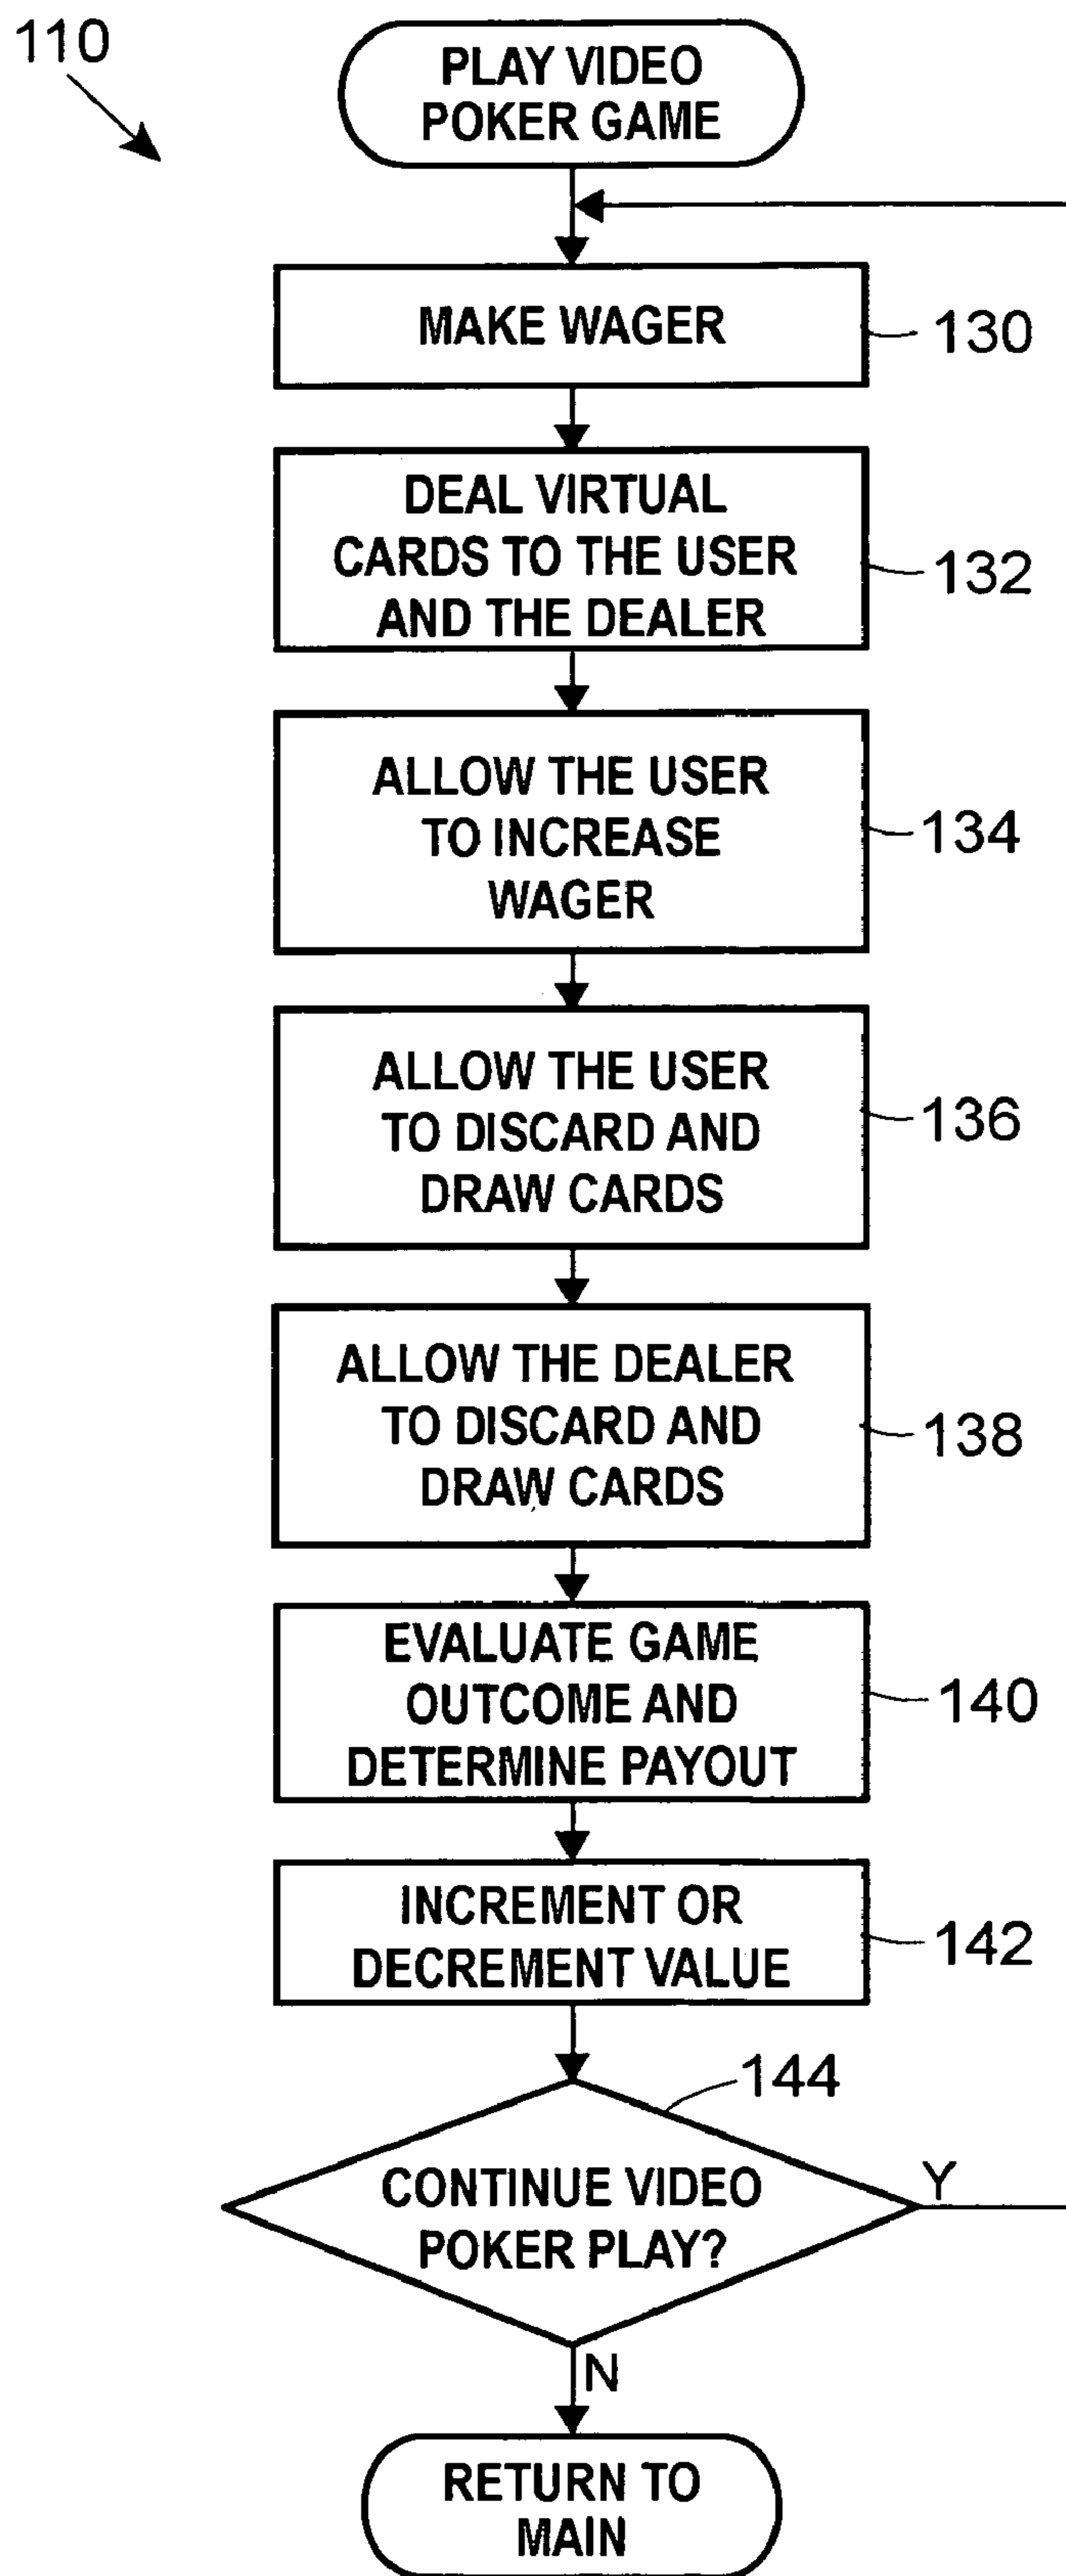 110
PLAY VIDEO
POKER GAME
MAKE WAGER
130
DEAL VIRTUAL
CARDS TO THE USER
AND THE DEALER
132
ALLOW THE USER
TO INCREASE
WAGER
134
ALLOW THE USER
TO DISCARD AND
DRAW CARDS
136
ALLOW THE DEALER
TO DISCARD AND
DRAW CARDS
138
EVALUATE GAME
OUTCOME AND
DETERMINE PAYOUT
140
INCREMENT OR
DECREMENT VALUE
142
144
CONTINUE VIDEO
POKER PLAY?
Y
N
RETURN TO
MAIN